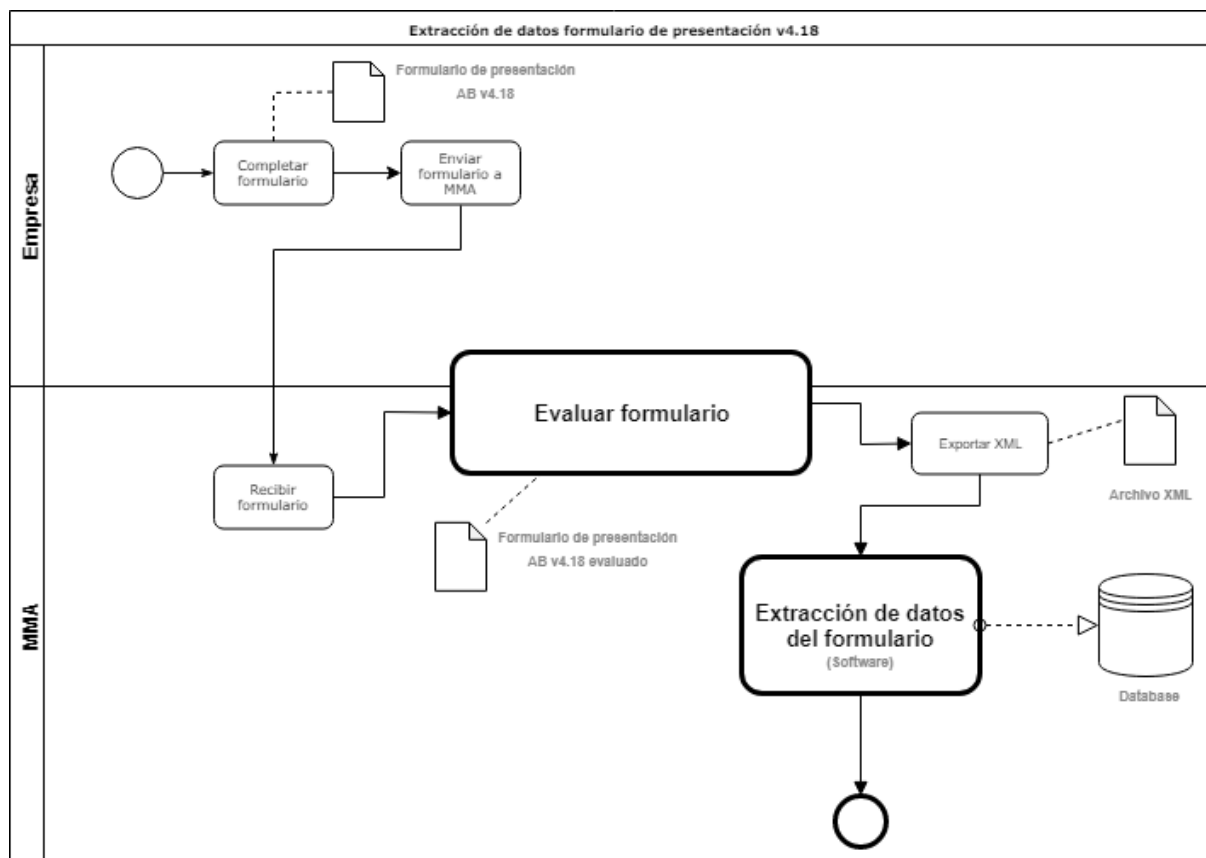 Extracción de datos formulario de presentación v4.18
Empresa
Formulario de presentación
AB v4.18
Completar
formulario
Enviar
formulario a
MMA
MMA
Recibir
formulario
Evaluar formulario
Formulario de presentación
AB v4.18 evaluado
Exportar XML
Archivo XML
Extracción de datos
del formulario
(Software)
Database